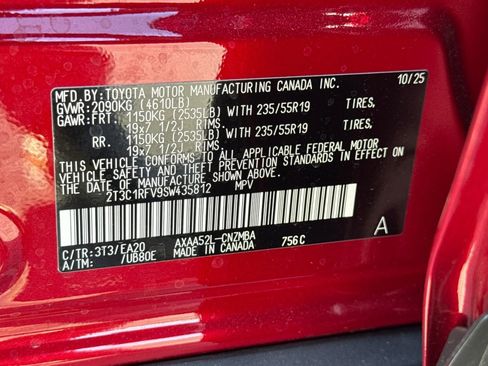 MFD.BY:TOYOTA MOTOR MANUFACTURING CANADA INC. 10/25
GVWR:2090KG (4610LB)
GAWR:FRT. 1150KG (2535LB) WITH 235/55R19 TIRES,
19x7 1/2J RIMS
RR. 1150KG (2535LB) WITH 235/55R19 TIRES,
19x7 1/2J RIMS
THIS VEHICLE CONFORMS TO ALL APPLICABLE FEDERAL MOTOR
VEHICLE SAFETY AND THEFT PREVENTION STANDARDS IN EFFECT
ON THE DATE OF MANUFACTURE SHOWN ABOVE.
2T3C1RFV9SW435812 MPV
C/TR:3T3/EA20 AXAA52L-CNZMBA 756C A
A/TM: /UB80E MADE IN CANADA